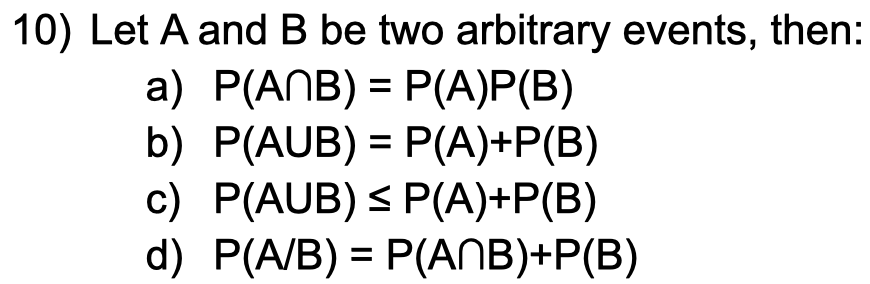 10) Let A and B be two arbitrary events, then:
a) P(A∩B) = P(A)P(B)
b) P(AUB) = P(A)+P(B)
c) P(AUB) ≤ P(A)+P(B)
d) P(A/B) = P(A∩B)+P(B)